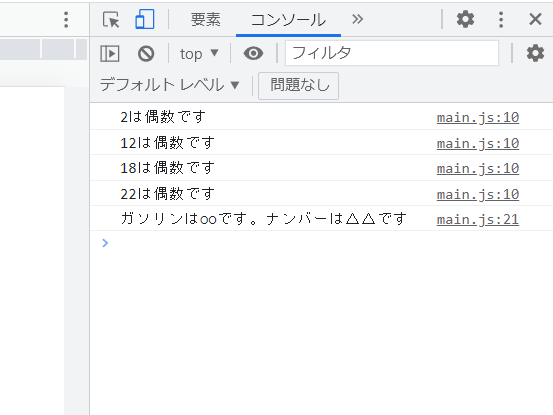 要素 コンソール
top フィルタ
デフォルト レベル 問題なし
2は偶数です main.js:10
12は偶数です main.js:10
18は偶数です main.js:10
22は偶数です main.js:10
ガソリンはooです。ナンバーは△△です main.js:21